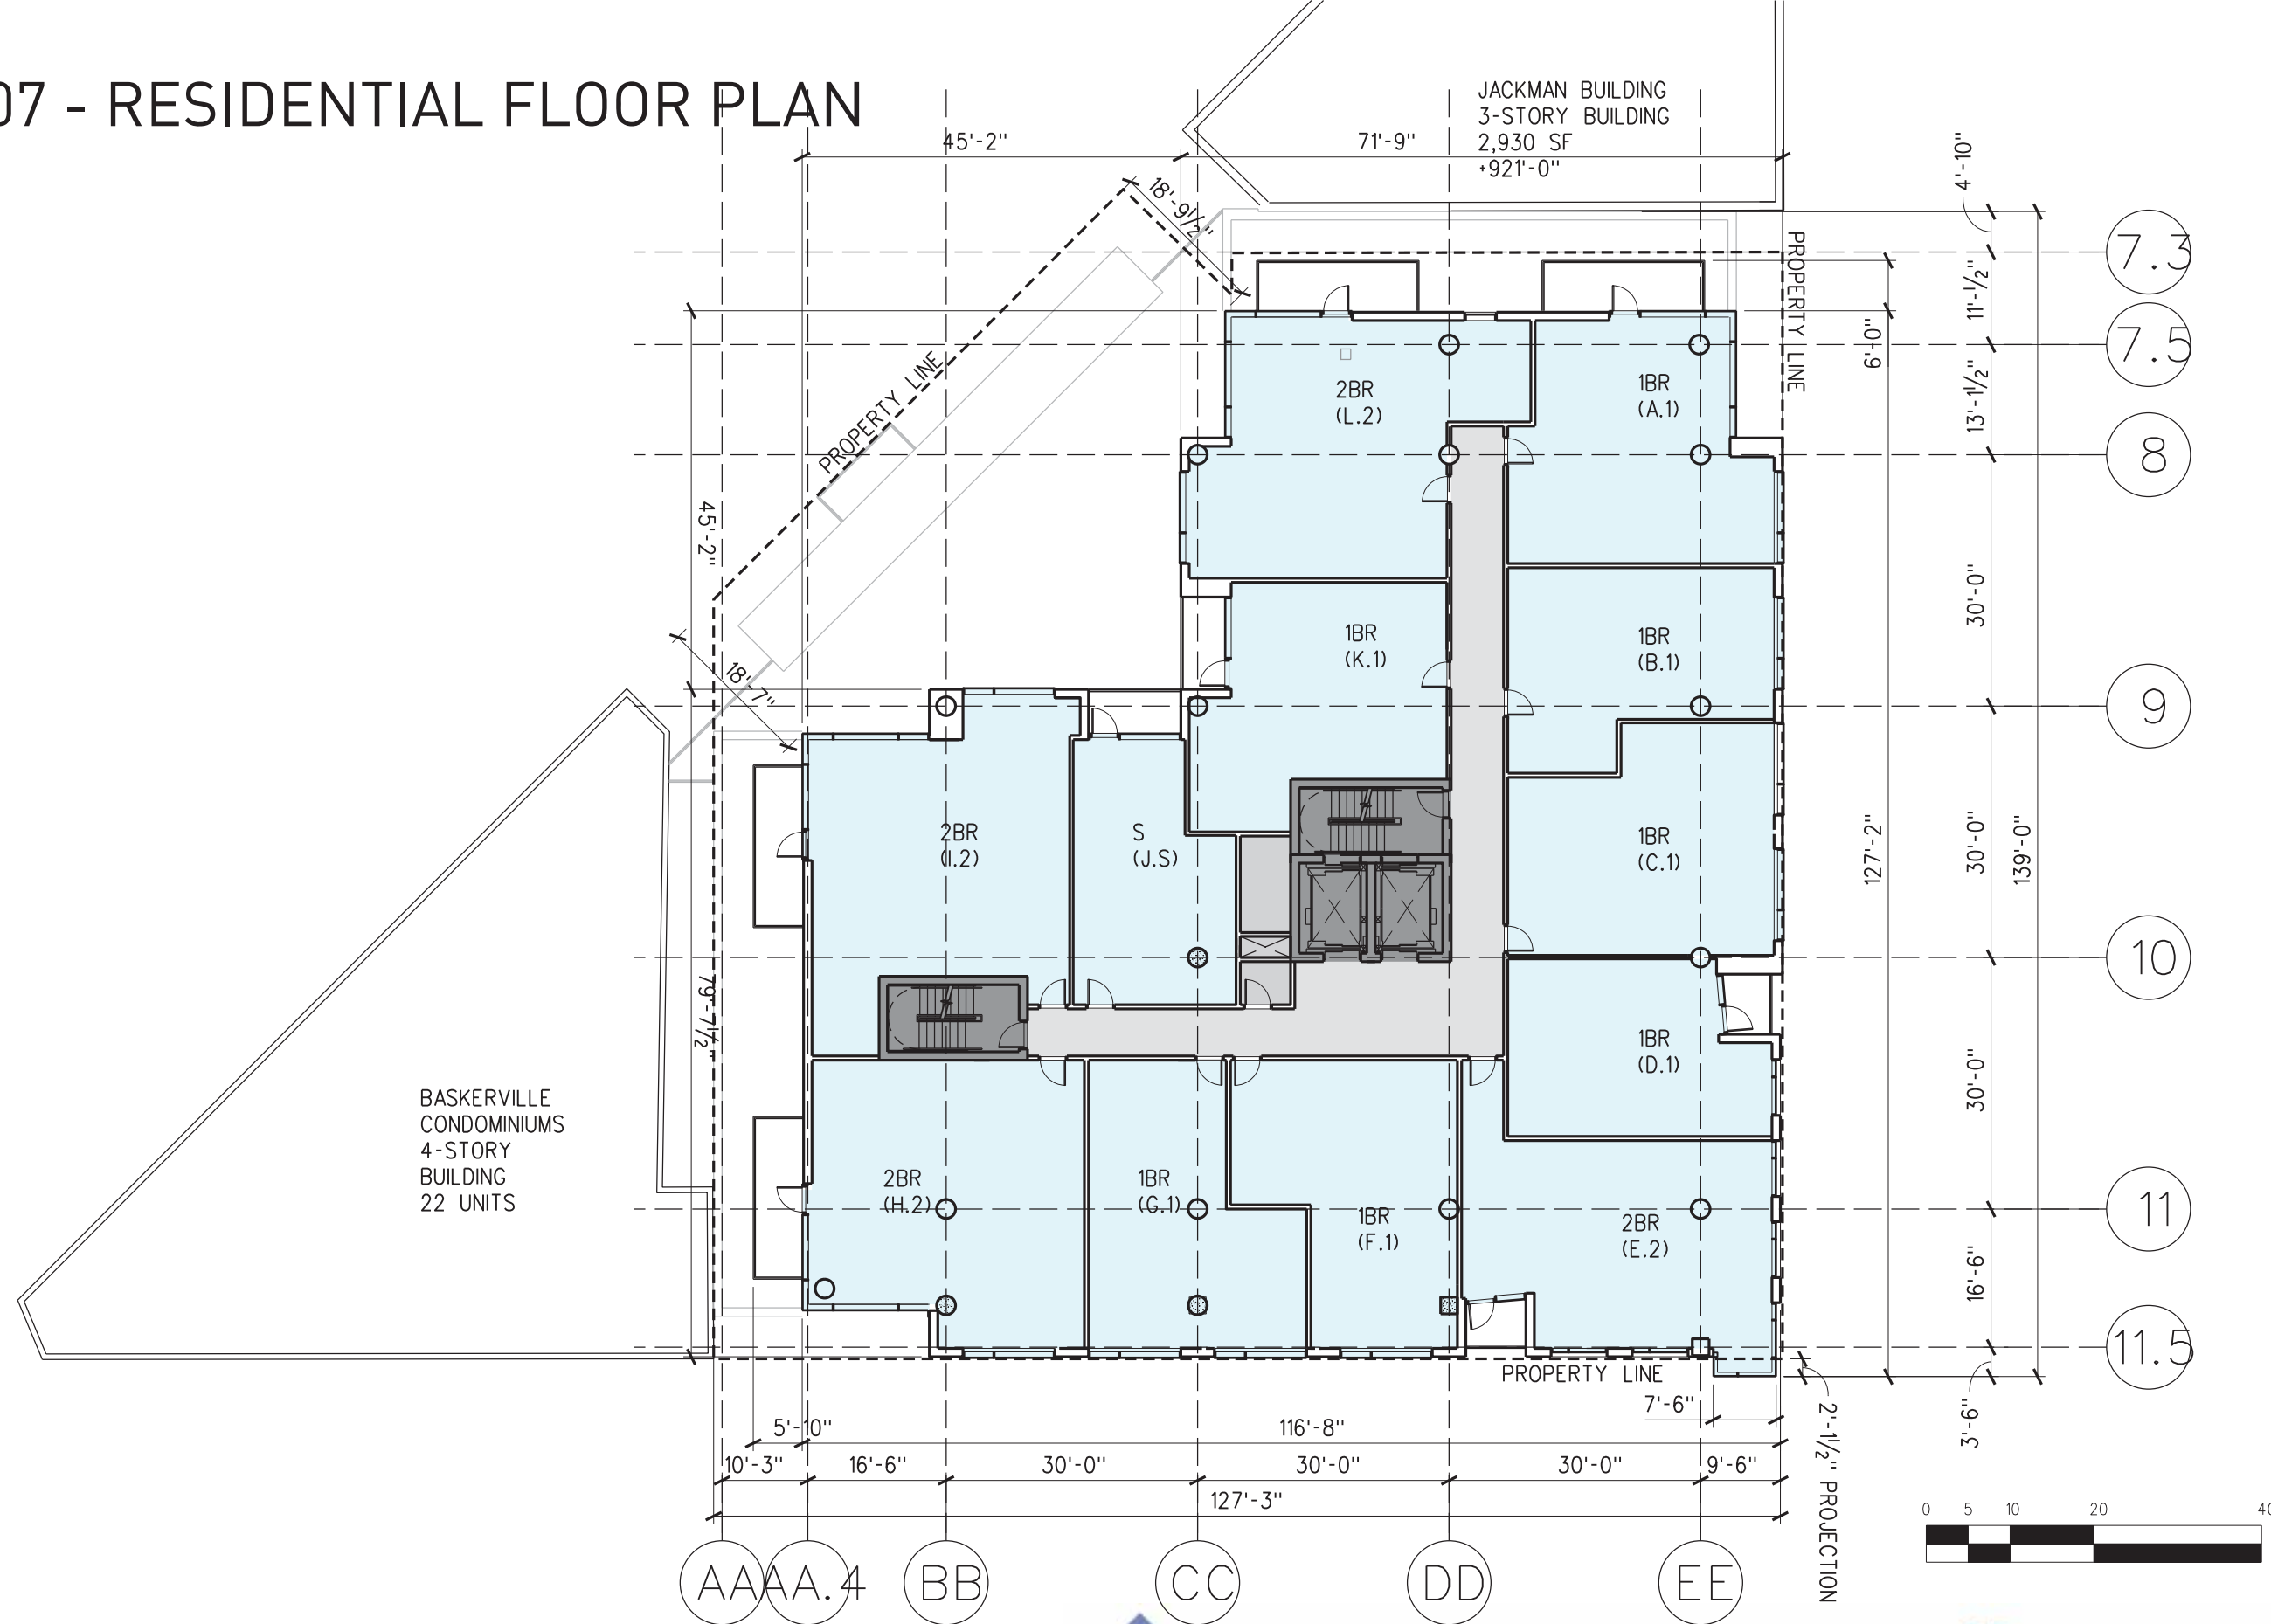 07 - RESIDENTIAL FLOOR PLAN
JACKMAN BUILDING
3-STORY BUILDING
2,930 SF
+921'-0"
45'-2"
71'-9"
18'-9 1/2"
4'-10"
PROPERTY LINE
PROPERTY LINE
7.3
11'-1/2"
7.5
6'-0"
13'-1/2"
2BR
(L.2)
1BR
(A.1)
8
45'-2"
30'-0"
1BR
(K.1)
1BR
(B.1)
18'-7"
9
2BR
(I.2)
S
(J.S)
1BR
(C.1)
127'-2"
30'-0"
139'-0"
10
79'-7 1/2"
1BR
(D.1)
30'-0"
BASKERVILLE
CONDOMINIUMS
4-STORY
BUILDING
22 UNITS
2BR
(H.2)
1BR
(G.1)
1BR
(F.1)
2BR
(E.2)
11
16'-6"
11.5
PROPERTY LINE
7'-6"
3'-6"
2'-1 1/2" PROJECTION
5'-10"
116'-8"
10'-3"
16'-6"
30'-0"
30'-0"
30'-0"
9'-6"
127'-3"
0 5 10 20 40
AA
AA.4
BB
CC
DD
EE